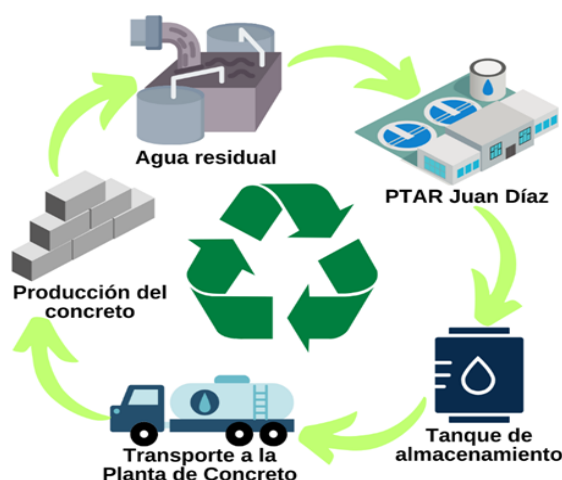 Agua residual
PTAR Juan Díaz
Tanque de
almacenamiento
Transporte a la
Planta de Concreto
Producción del
concreto